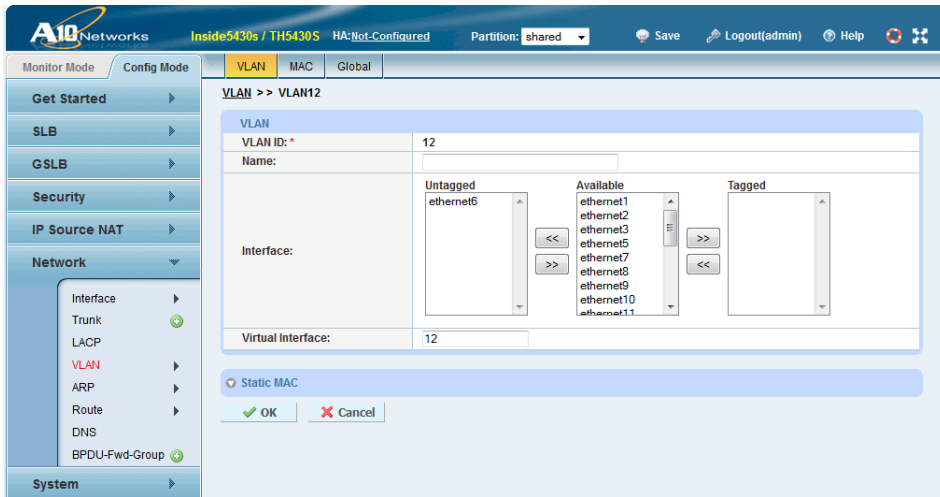 A10 Networks Inside5430s / TH5430S HA:Not-Configured Partition: shared Save Logout(admin) Help
Monitor Mode Config Mode VLAN MAC Global
Get Started
SLB
GSLB
Security
IP Source NAT
Network
Interface
Trunk
LACP
VLAN
ARP
Route
DNS
BPDU-Fwd-Group
System
VLAN >> VLAN12
VLAN
VLAN ID: * 12
Name:
Interface:
Untagged
ethernet6
<<
>>
Available
ethernet1
ethernet2
ethernet3
ethernet5
ethernet7
ethernet8
ethernet9
ethernet10
ethernet11
>>
<<
Tagged
Virtual Interface: 12
Static MAC
OK Cancel